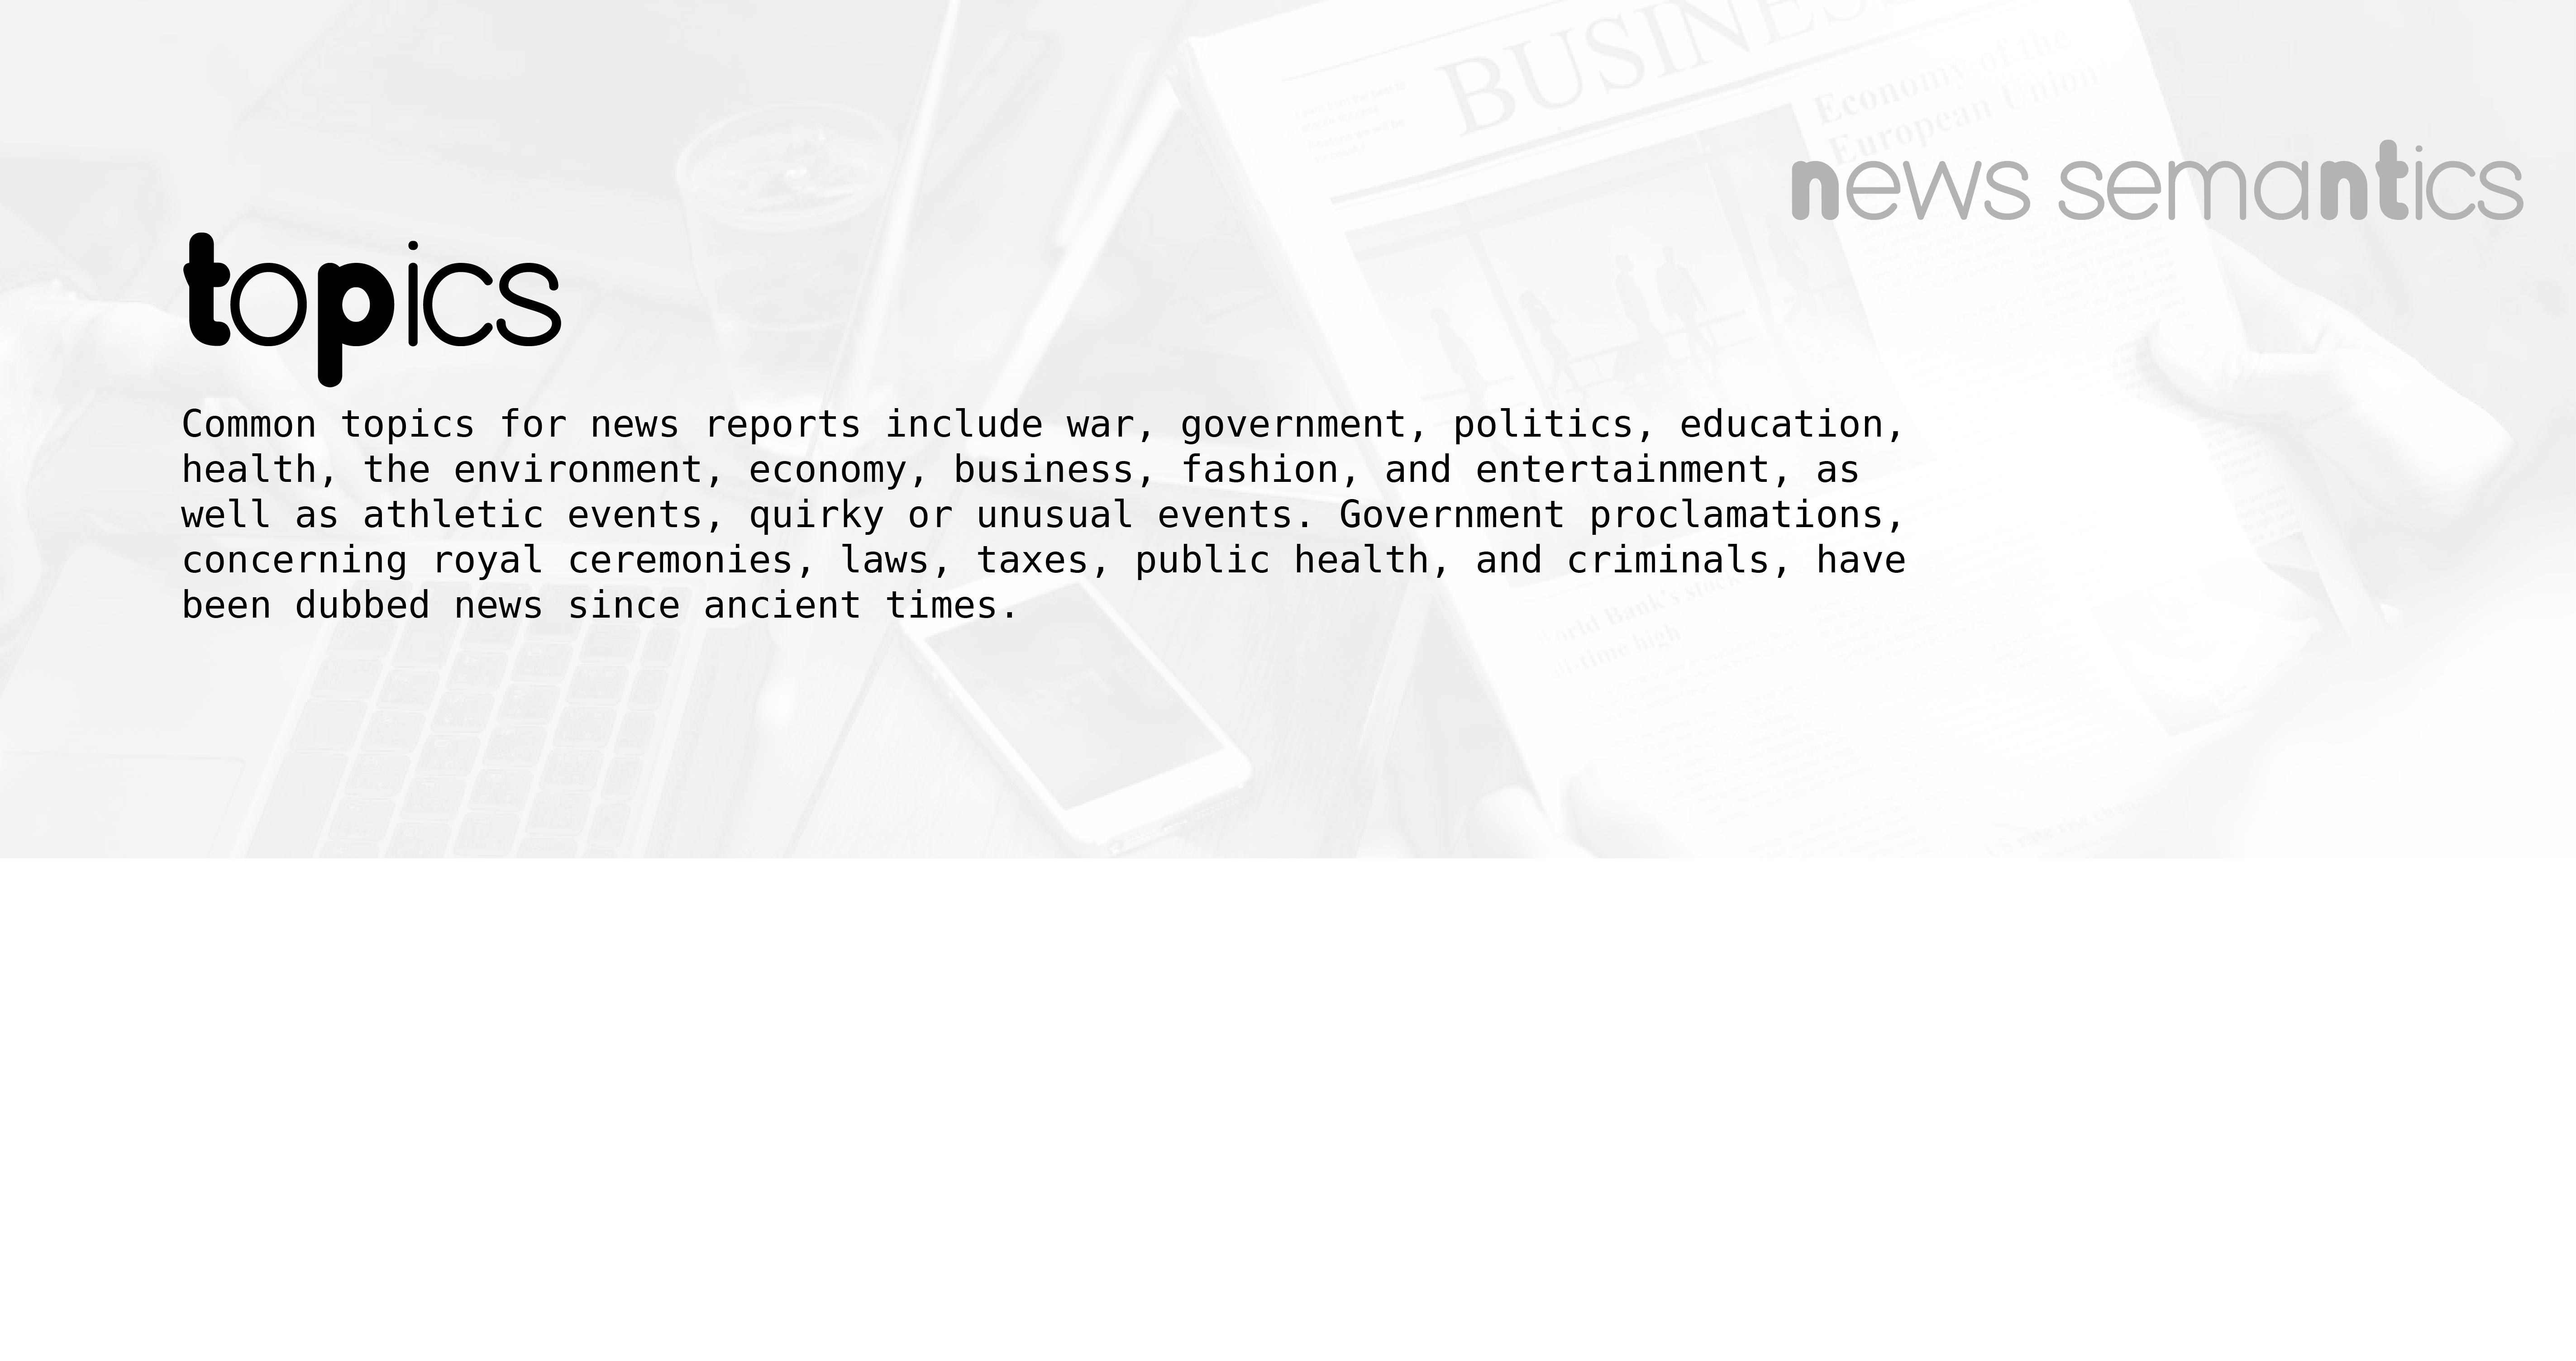 BUSINESS
Economy of the
European Union
news semantics
topics
Common topics for news reports include war, government, politics, education,
health, the environment, economy, business, fashion, and entertainment, as
well as athletic events, quirky or unusual events. Government proclamations,
concerning royal ceremonies, laws, taxes, public health, and criminals, have
been dubbed news since ancient times.
World Bank's stock
all-time high